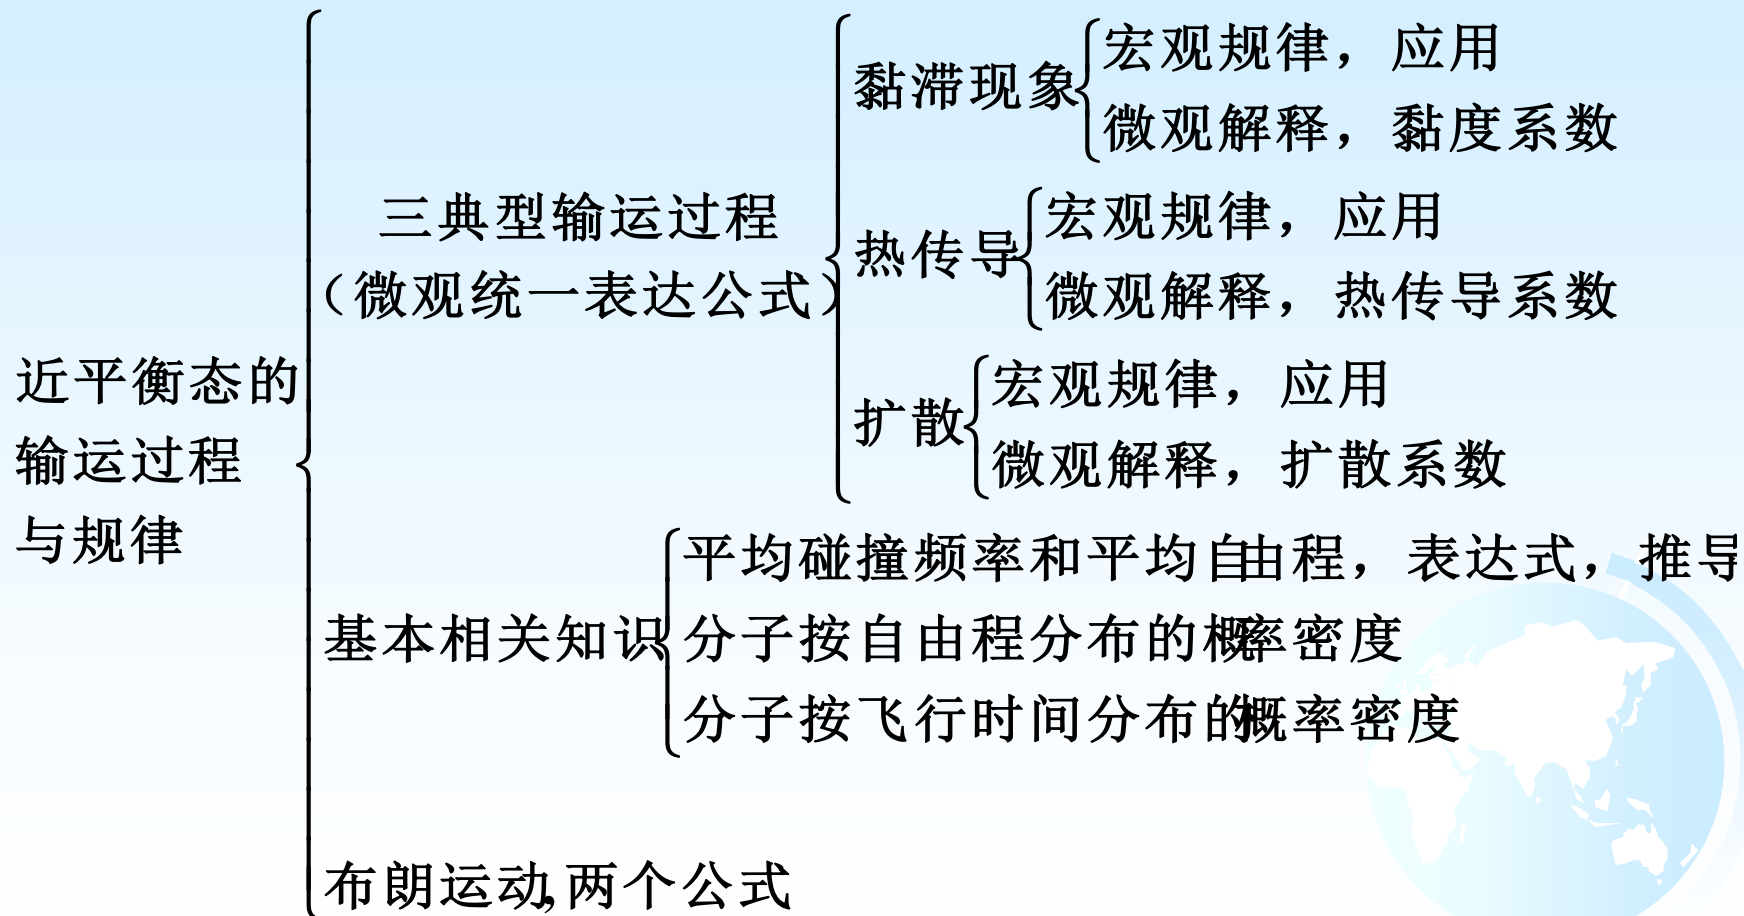 近平衡态的
输运过程
与规律
三典型输运过程
（微观统一表达公式）
黏滞现象
宏观规律，应用
微观解释，黏度系数
热传导
宏观规律，应用
微观解释，热传导系数
扩散
宏观规律，应用
微观解释，扩散系数
基本相关知识
平均碰撞频率和平均自由程，表达式，推导
分子按自由程分布的概率密度
分子按飞行时间分布的概率密度
布朗运动,两个公式